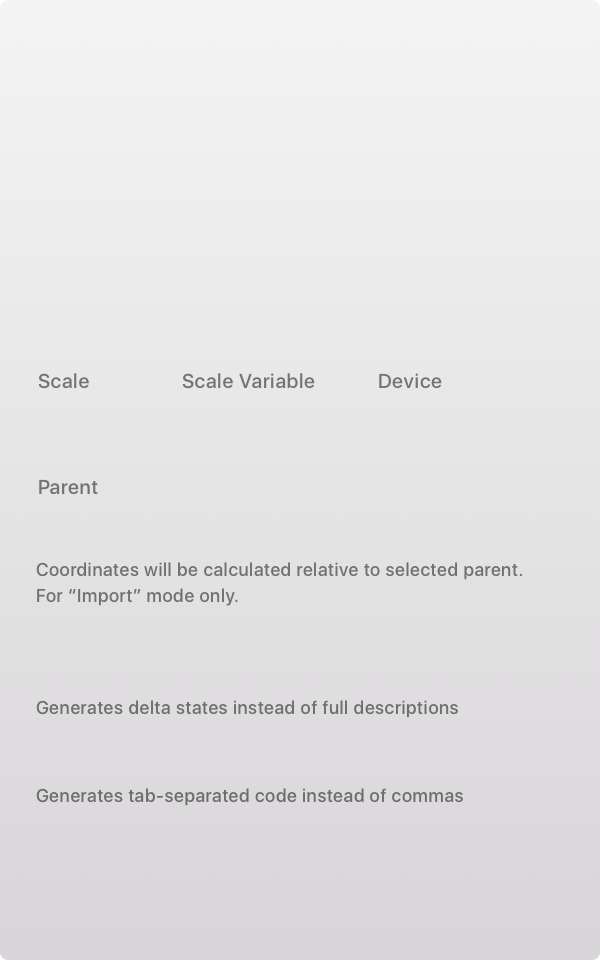 Scale Scale Variable Device
Parent
Coordinates will be calculated relative to selected parent.
For “Import” mode only.
Generates delta states instead of full descriptions
Generates tab-separated code instead of commas